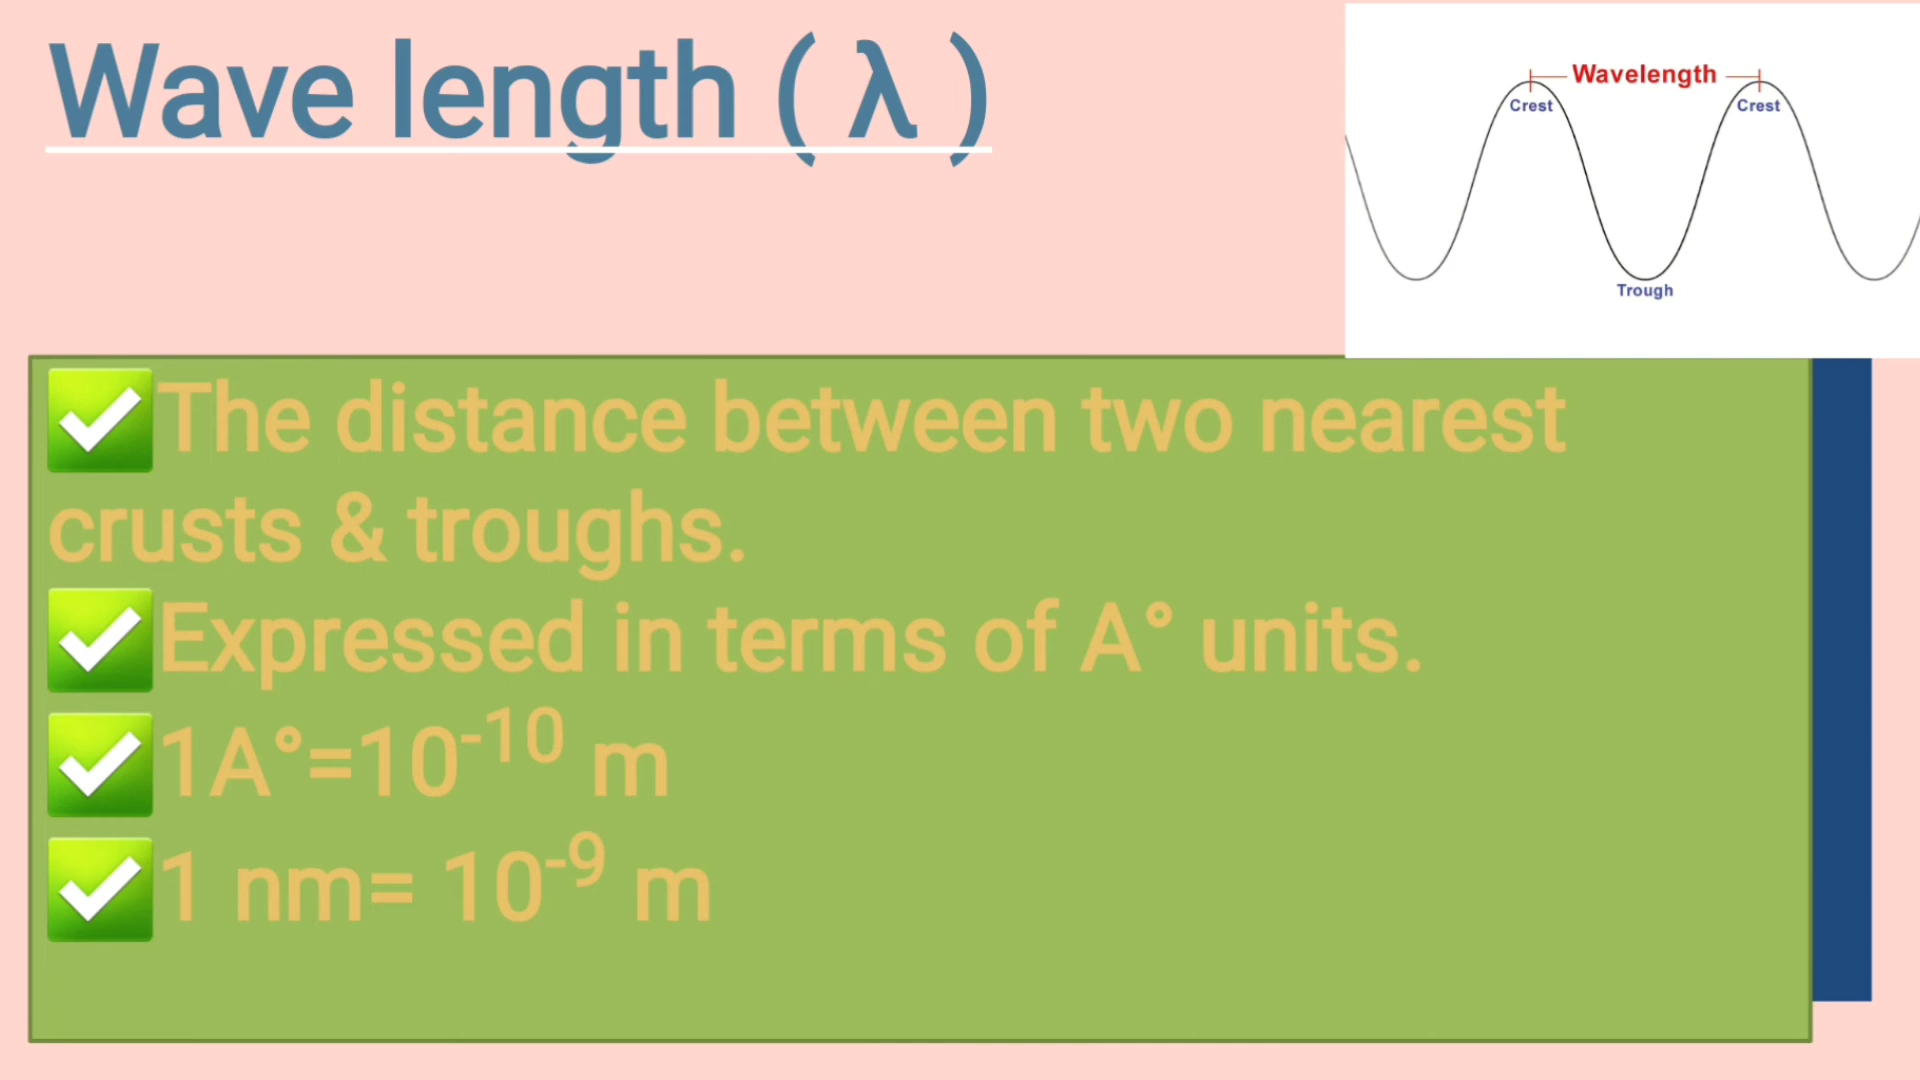 Wave length ( λ )
Wavelength
Crest Crest
Trough
✅The distance between two nearest
crusts & troughs.
✅Expressed in terms of A° units.
✅1A°=10⁻¹⁰ m
✅1 nm= 10⁻⁹ m